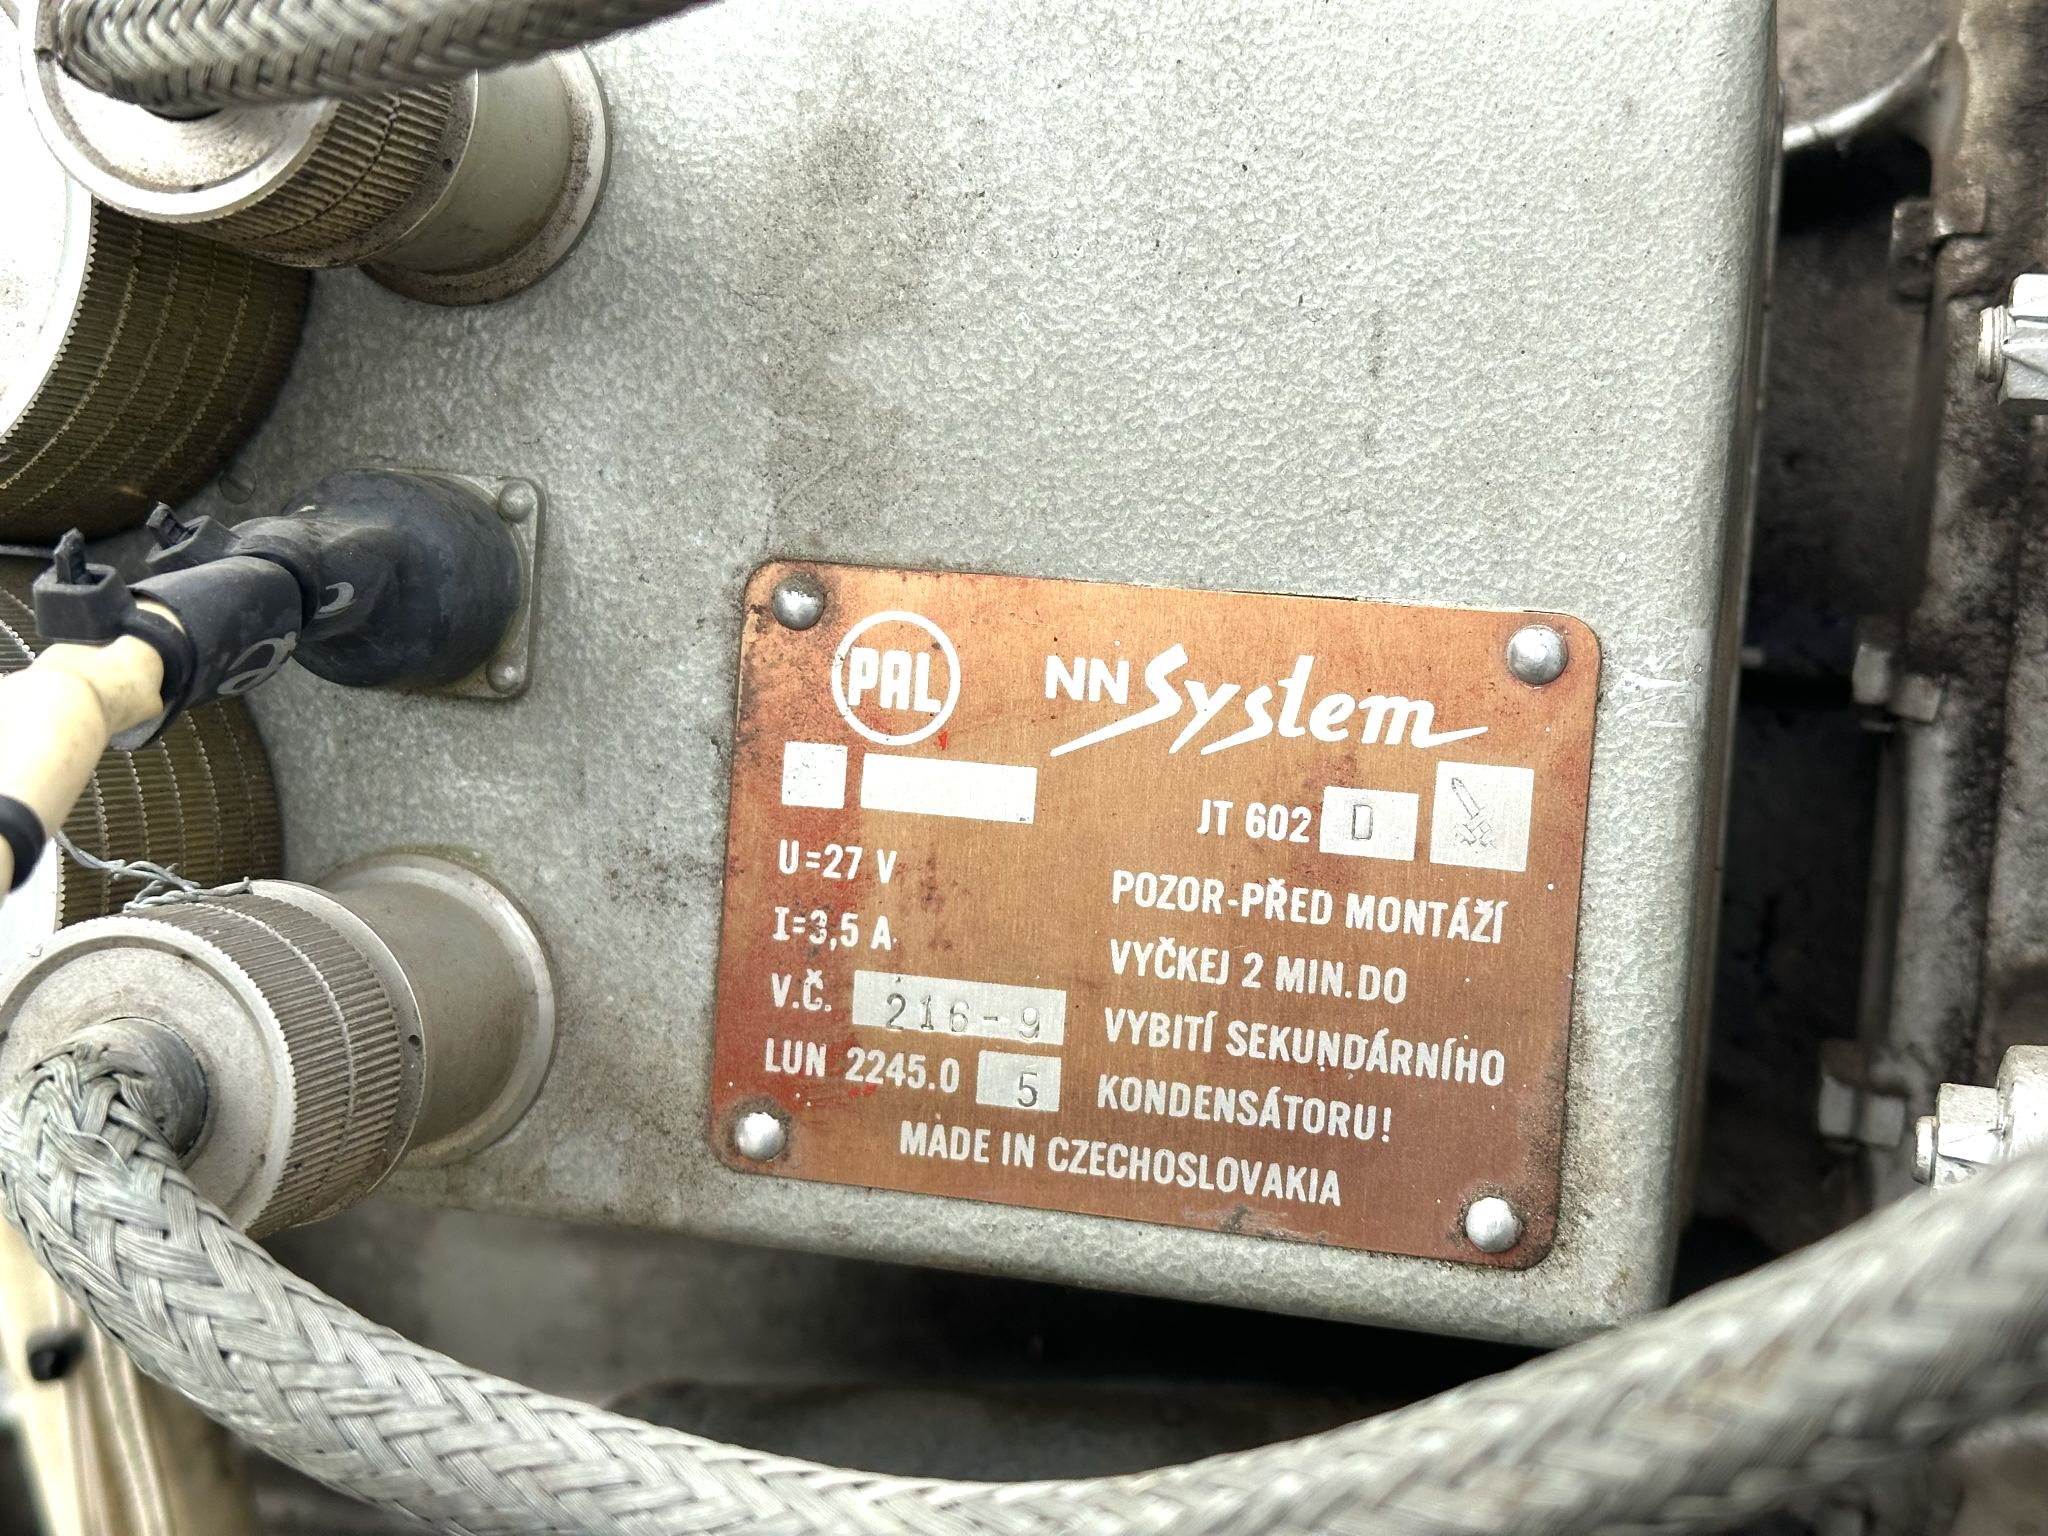 PAL
NN System
JT 602 D
U=27 V
I=3,5 A
V.Č. 216-9
LUN 2245.0 5
POZOR-PŘED MONTÁŽÍ
VYČKEJ 2 MIN.DO
VYBITÍ SEKUNDÁRNÍHO
KONDENSÁTORU!
MADE IN CZECHOSLOVAKIA